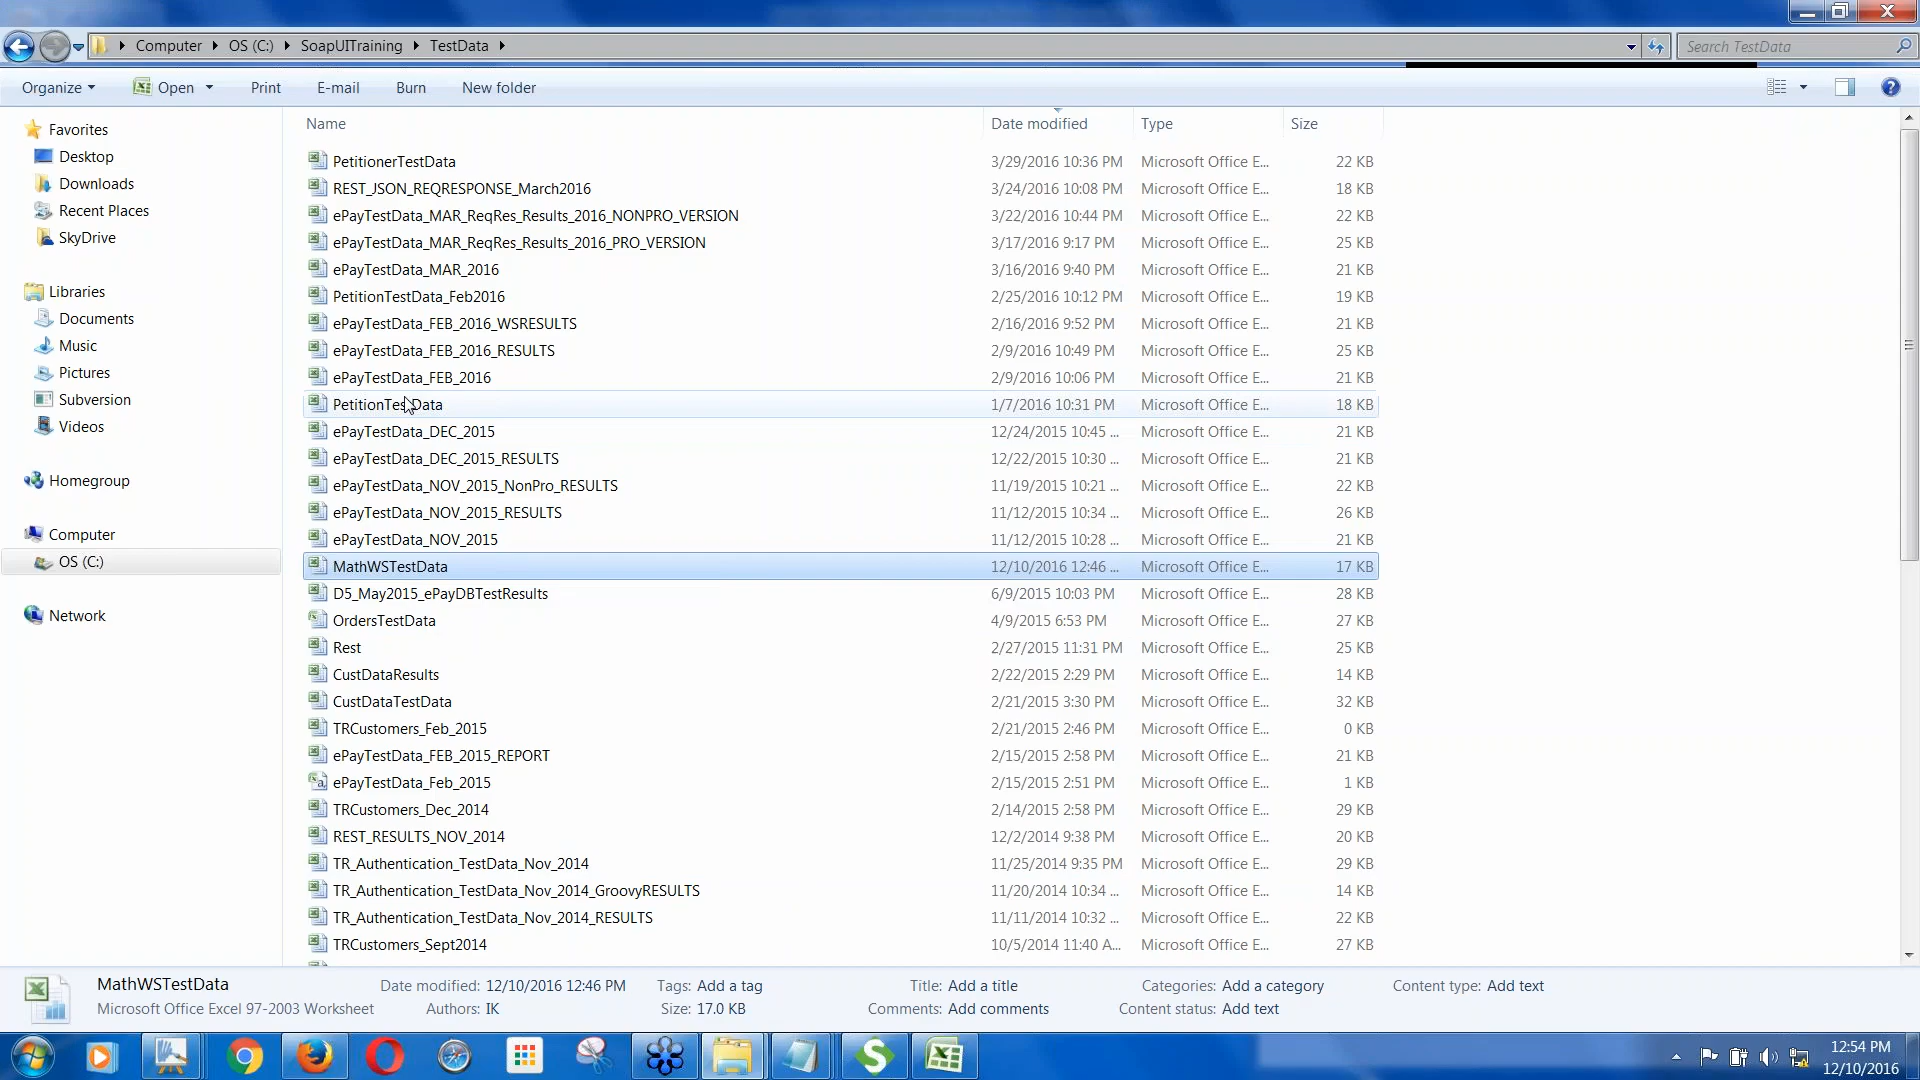 Computer OS (C:) SoapUITraining TestData
Search TestData
Organize Open Print E-mail Burn New folder
Favorites
Desktop
Downloads
Recent Places
SkyDrive
Libraries
Documents
Music
Pictures
Subversion
Videos
Homegroup
Computer
OS (C:)
Network
Name Date modified Type Size
PetitionerTestData 3/29/2016 10:36 PM Microsoft Office E... 22 KB
REST_JSON_REQRESPONSE_March2016 3/24/2016 10:08 PM Microsoft Office E... 18 KB
ePayTestData_MAR_ReqRes_Results_2016_NONPRO_VERSION 3/22/2016 10:44 PM Microsoft Office E... 22 KB
ePayTestData_MAR_ReqRes_Results_2016_PRO_VERSION 3/17/2016 9:17 PM Microsoft Office E... 25 KB
ePayTestData_MAR_2016 3/16/2016 9:40 PM Microsoft Office E... 21 KB
PetitionTestData_Feb2016 2/25/2016 10:12 PM Microsoft Office E... 19 KB
ePayTestData_FEB_2016_WSRESULTS 2/16/2016 9:52 PM Microsoft Office E... 21 KB
ePayTestData_FEB_2016_RESULTS 2/9/2016 10:49 PM Microsoft Office E... 25 KB
ePayTestData_FEB_2016 2/9/2016 10:06 PM Microsoft Office E... 21 KB
PetitionTestData 1/7/2016 10:31 PM Microsoft Office E... 18 KB
ePayTestData_DEC_2015 12/24/2015 10:45 ... Microsoft Office E... 21 KB
ePayTestData_DEC_2015_RESULTS 12/22/2015 10:30 ... Microsoft Office E... 21 KB
ePayTestData_NOV_2015_NonPro_RESULTS 11/19/2015 10:21 ... Microsoft Office E... 22 KB
ePayTestData_NOV_2015_RESULTS 11/12/2015 10:34 ... Microsoft Office E... 26 KB
ePayTestData_NOV_2015 11/12/2015 10:28 ... Microsoft Office E... 21 KB
MathWSTestData 12/10/2016 12:46 ... Microsoft Office E... 17 KB
D5_May2015_ePayDBTestResults 6/9/2015 10:03 PM Microsoft Office E... 28 KB
OrdersTestData 4/9/2015 6:53 PM Microsoft Office E... 27 KB
Rest 2/27/2015 11:31 PM Microsoft Office E... 25 KB
CustDataResults 2/22/2015 2:29 PM Microsoft Office E... 14 KB
CustDataTestData 2/21/2015 3:30 PM Microsoft Office E... 32 KB
TRCustomers_Feb_2015 2/21/2015 2:46 PM Microsoft Office E... 0 KB
ePayTestData_FEB_2015_REPORT 2/15/2015 2:58 PM Microsoft Office E... 21 KB
ePayTestData_Feb_2015 2/15/2015 2:51 PM Microsoft Office E... 1 KB
TRCustomers_Dec_2014 2/14/2015 2:58 PM Microsoft Office E... 29 KB
REST_RESULTS_NOV_2014 12/2/2014 9:38 PM Microsoft Office E... 20 KB
TR_Authentication_TestData_Nov_2014 11/25/2014 9:35 PM Microsoft Office E... 29 KB
TR_Authentication_TestData_Nov_2014_GroovyRESULTS 11/20/2014 10:34 ... Microsoft Office E... 14 KB
TR_Authentication_TestData_Nov_2014_RESULTS 11/11/2014 10:32 ... Microsoft Office E... 22 KB
TRCustomers_Sept2014 10/5/2014 11:40 A... Microsoft Office E... 27 KB
MathWSTestData Date modified: 12/10/2016 12:46 PM Tags: Add a tag Title: Add a title Categories: Add a category Content type: Add text
Microsoft Office Excel 97-2003 Worksheet Authors: IK Size: 17.0 KB Comments: Add comments Content status: Add text
12:54 PM
12/10/2016